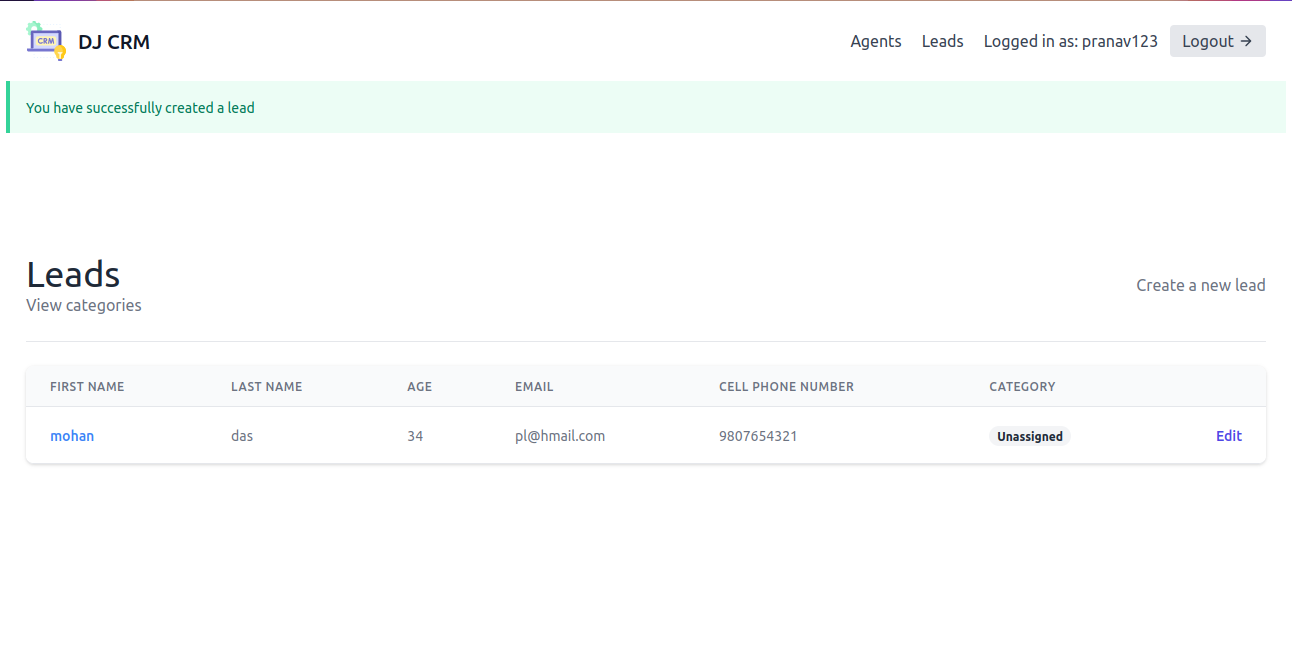 CRM
DJ CRM
Agents Leads Logged in as: pranav123 Logout →
You have successfully created a lead
Leads
View categories
Create a new lead
FIRST NAME LAST NAME AGE EMAIL CELL PHONE NUMBER CATEGORY
mohan das 34 pl@hmail.com 9807654321 Unassigned Edit